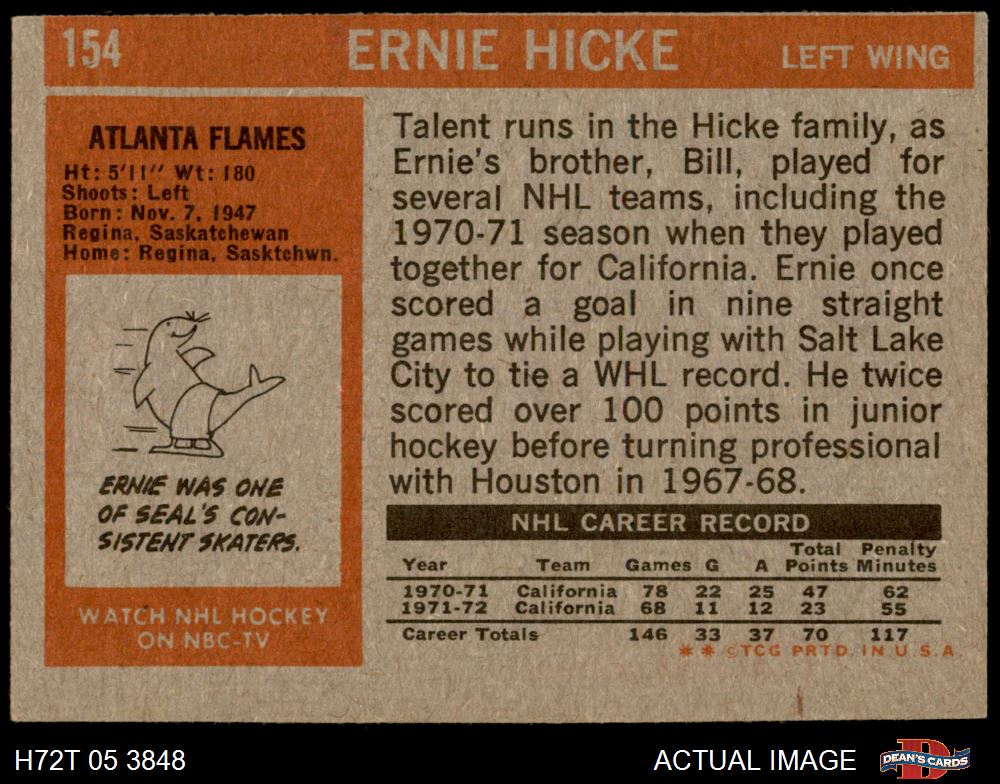 154 ERNIE HICKE LEFT WING
ATLANTA FLAMES
Ht: 5'11'' Wt: 180
Shoots: Left
Born: Nov. 7, 1947
Regina, Saskatchewan
Home: Regina, Sasktchwn.
ERNIE WAS ONE
OF SEAL'S CON-
SISTENT SKATERS.
WATCH NHL HOCKEY
ON NBC-TV
Talent runs in the Hicke family, as
Ernie's brother, Bill, played for
several NHL teams, including the
1970-71 season when they played
together for California. Ernie once
scored a goal in nine straight
games while playing with Salt Lake
City to tie a WHL record. He twice
scored over 100 points in junior
hockey before turning professional
with Houston in 1967-68.
NHL CAREER RECORD
Year Team Games G A Total Points Penalty Minutes
1970-71 California 78 22 25 47 62
1971-72 California 68 11 12 23 55
Career Totals 146 33 37 70 117
* * ©TCG PRTD. IN U.S.A.
H72T 05 3848 ACTUAL IMAGE DEAN'S CARDS